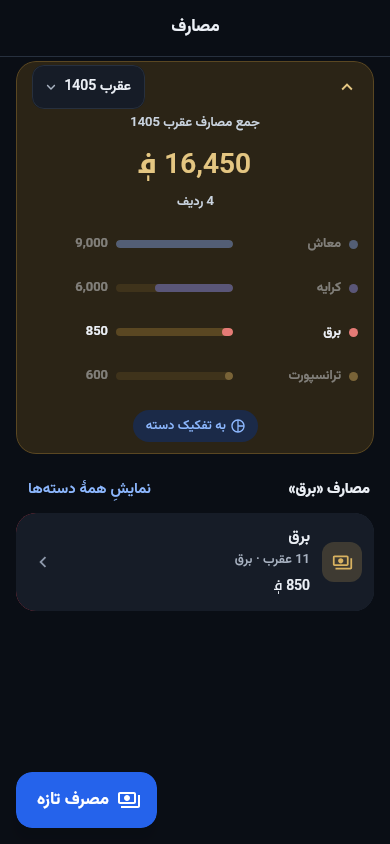 مصارف
عقرب 1405
جمع مصارف عقرب 1405
16,450 ؋
4 ردیف
معاش 9,000
کرایه 6,000
برق 850
ترانسپورت 600
به تفکیک دسته
مصارف «برق»
نمایشِ همهٔ دسته‌ها
برق
11 عقرب · برق
850 ؋
مصرف تازه